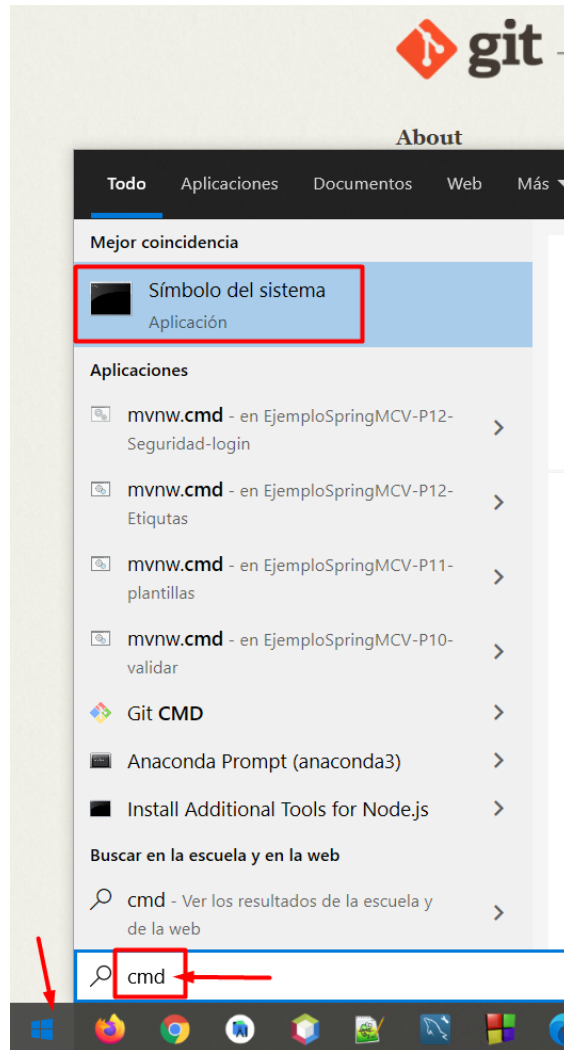 git
About
Todo Aplicaciones Documentos Web Más
Mejor coincidencia
Símbolo del sistema
Aplicación
Aplicaciones
mvnw.cmd - en EjemploSpringMCV-P12-
Seguridad-login
mvnw.cmd - en EjemploSpringMCV-P12-
Etiqutas
mvnw.cmd - en EjemploSpringMCV-P11-
plantillas
mvnw.cmd - en EjemploSpringMCV-P10-
validar
Git CMD
Anaconda Prompt (anaconda3)
Install Additional Tools for Node.js
Buscar en la escuela y en la web
cmd - Ver los resultados de la escuela y
de la web
cmd